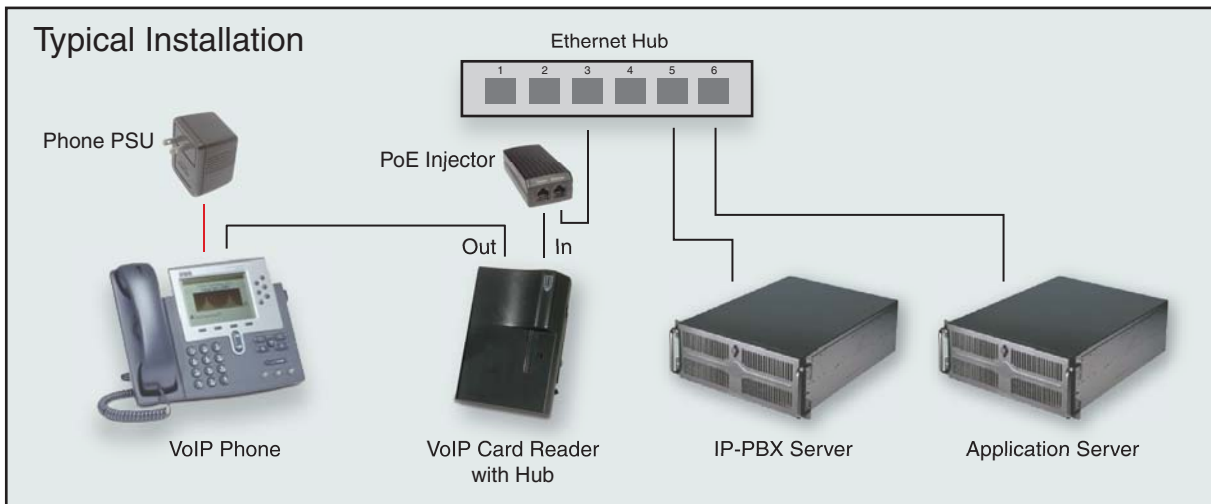 Typical Installation
Ethernet Hub
1 2 3 4 5 6
Phone PSU
PoE Injector
Out In
VoIP Phone
VoIP Card Reader
with Hub
IP-PBX Server
Application Server